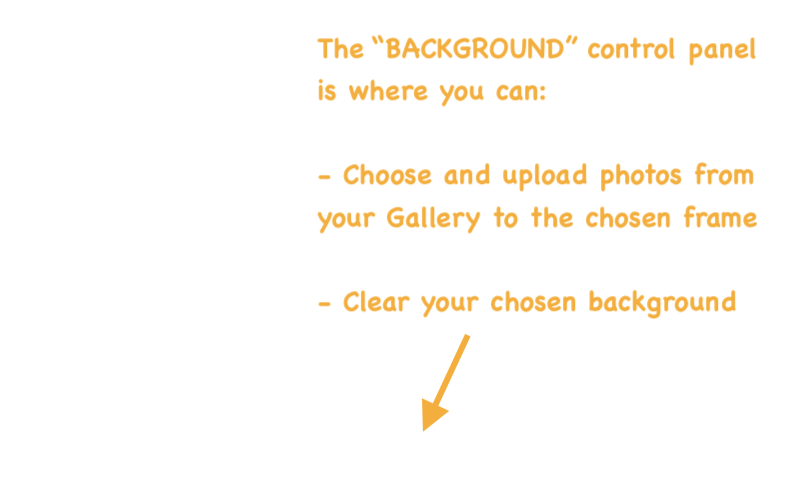 The “BACKGROUND” control panel
is where you can:
- Choose and upload photos from
your Gallery to the chosen frame
- Clear your chosen background